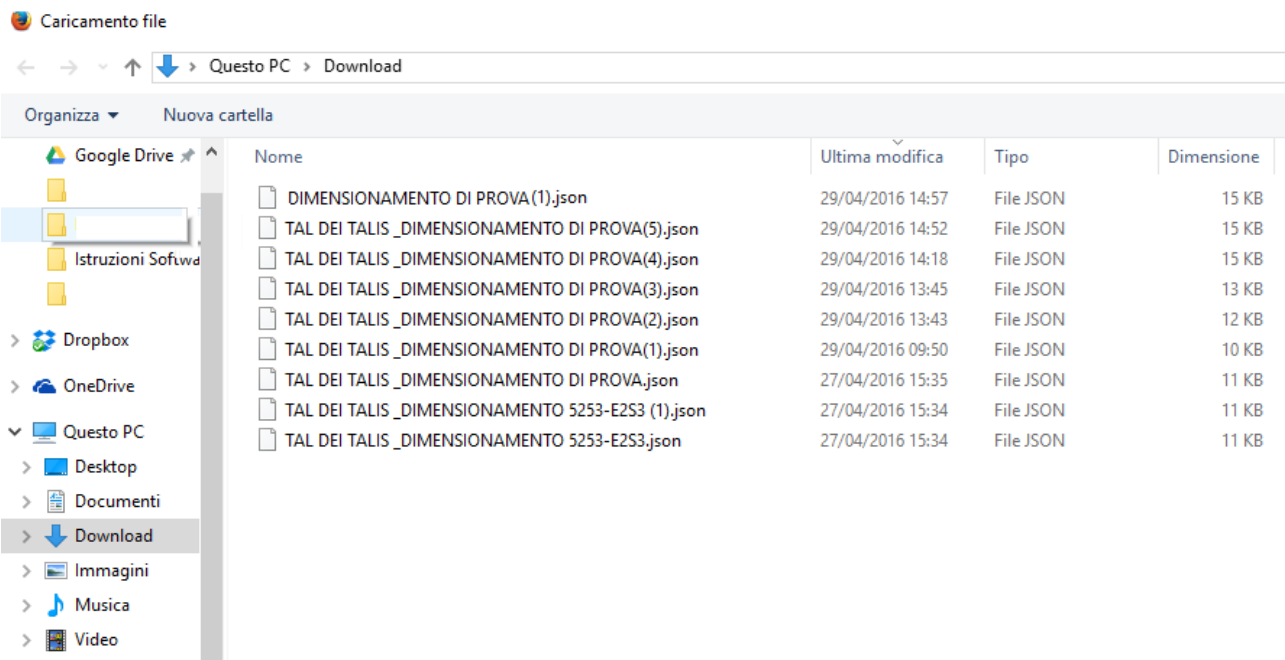 Caricamento file
Questo PC > Download
Organizza Nuova cartella
Google Drive
Istruzioni Softwa
Dropbox
OneDrive
Questo PC
Desktop
Documenti
Download
Immagini
Musica
Video
Nome Ultima modifica Tipo Dimensione
DIMENSIONAMENTO DI PROVA(1).json 29/04/2016 14:57 File JSON 15 KB
TAL DEI TALIS _DIMENSIONAMENTO DI PROVA(5).json 29/04/2016 14:52 File JSON 15 KB
TAL DEI TALIS _DIMENSIONAMENTO DI PROVA(4).json 29/04/2016 14:18 File JSON 15 KB
TAL DEI TALIS _DIMENSIONAMENTO DI PROVA(3).json 29/04/2016 13:45 File JSON 13 KB
TAL DEI TALIS _DIMENSIONAMENTO DI PROVA(2).json 29/04/2016 13:43 File JSON 12 KB
TAL DEI TALIS _DIMENSIONAMENTO DI PROVA(1).json 29/04/2016 09:50 File JSON 10 KB
TAL DEI TALIS _DIMENSIONAMENTO DI PROVA.json 27/04/2016 15:35 File JSON 11 KB
TAL DEI TALIS _DIMENSIONAMENTO 5253-E2S3 (1).json 27/04/2016 15:34 File JSON 11 KB
TAL DEI TALIS _DIMENSIONAMENTO 5253-E2S3.json 27/04/2016 15:34 File JSON 11 KB